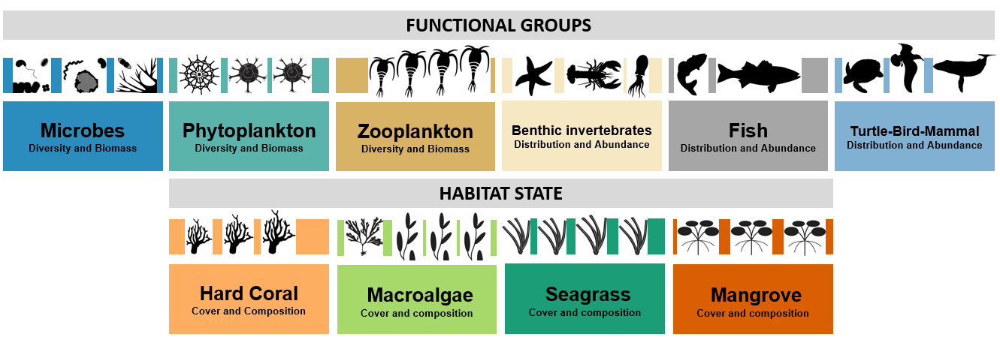 FUNCTIONAL GROUPS
Microbes
Diversity and Biomass
Phytoplankton
Diversity and Biomass
Zooplankton
Diversity and Biomass
Benthic invertebrates
Distribution and Abundance
Fish
Distribution and Abundance
Turtle-Bird-Mammal
Distribution and Abundance
HABITAT STATE
Hard Coral
Cover and Composition
Macroalgae
Cover and composition
Seagrass
Cover and composition
Mangrove
Cover and composition